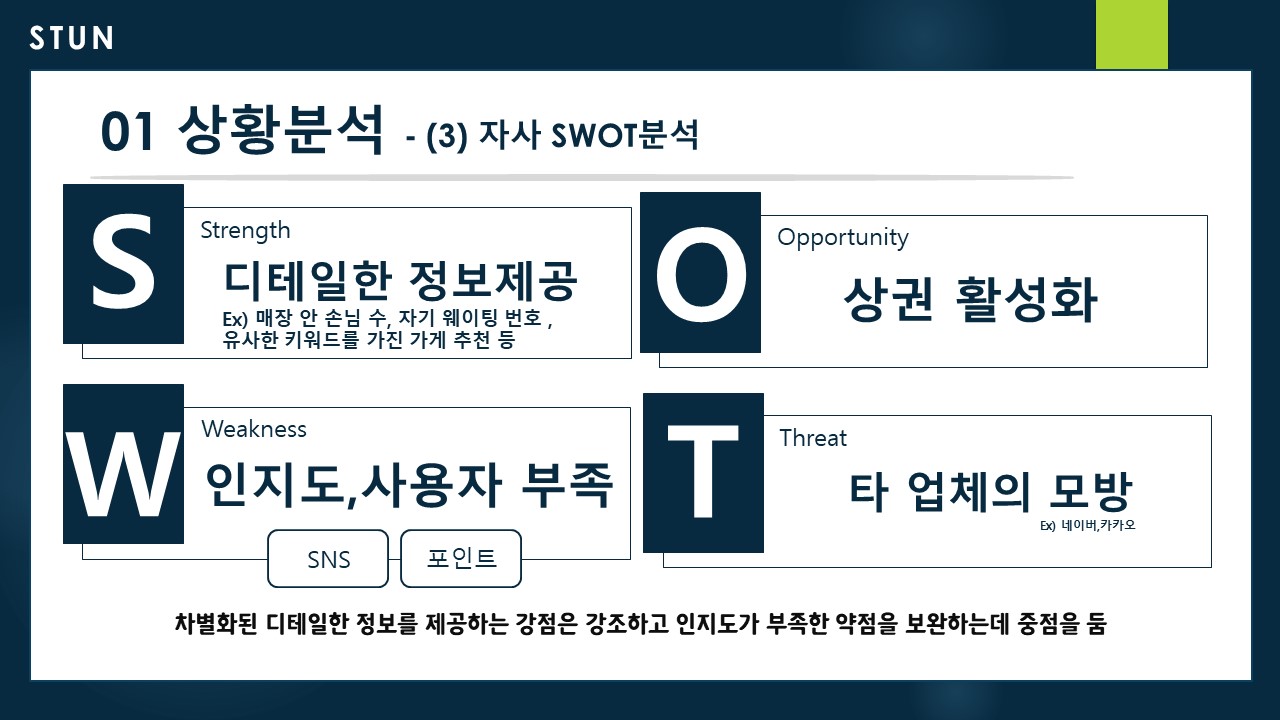 STUN
01 상황분석 - (3) 자사 SWOT분석
S
Strength
디테일한 정보제공
Ex) 매장 안 손님 수, 자기 웨이팅 번호 ,
유사한 키워드를 가진 가게 추천 등
O
Opportunity
상권 활성화
W
Weakness
인지도,사용자 부족
SNS
포인트
T
Threat
타 업체의 모방
Ex) 네이버,카카오
차별화된 디테일한 정보를 제공하는 강점은 강조하고 인지도가 부족한 약점을 보완하는데 중점을 둠